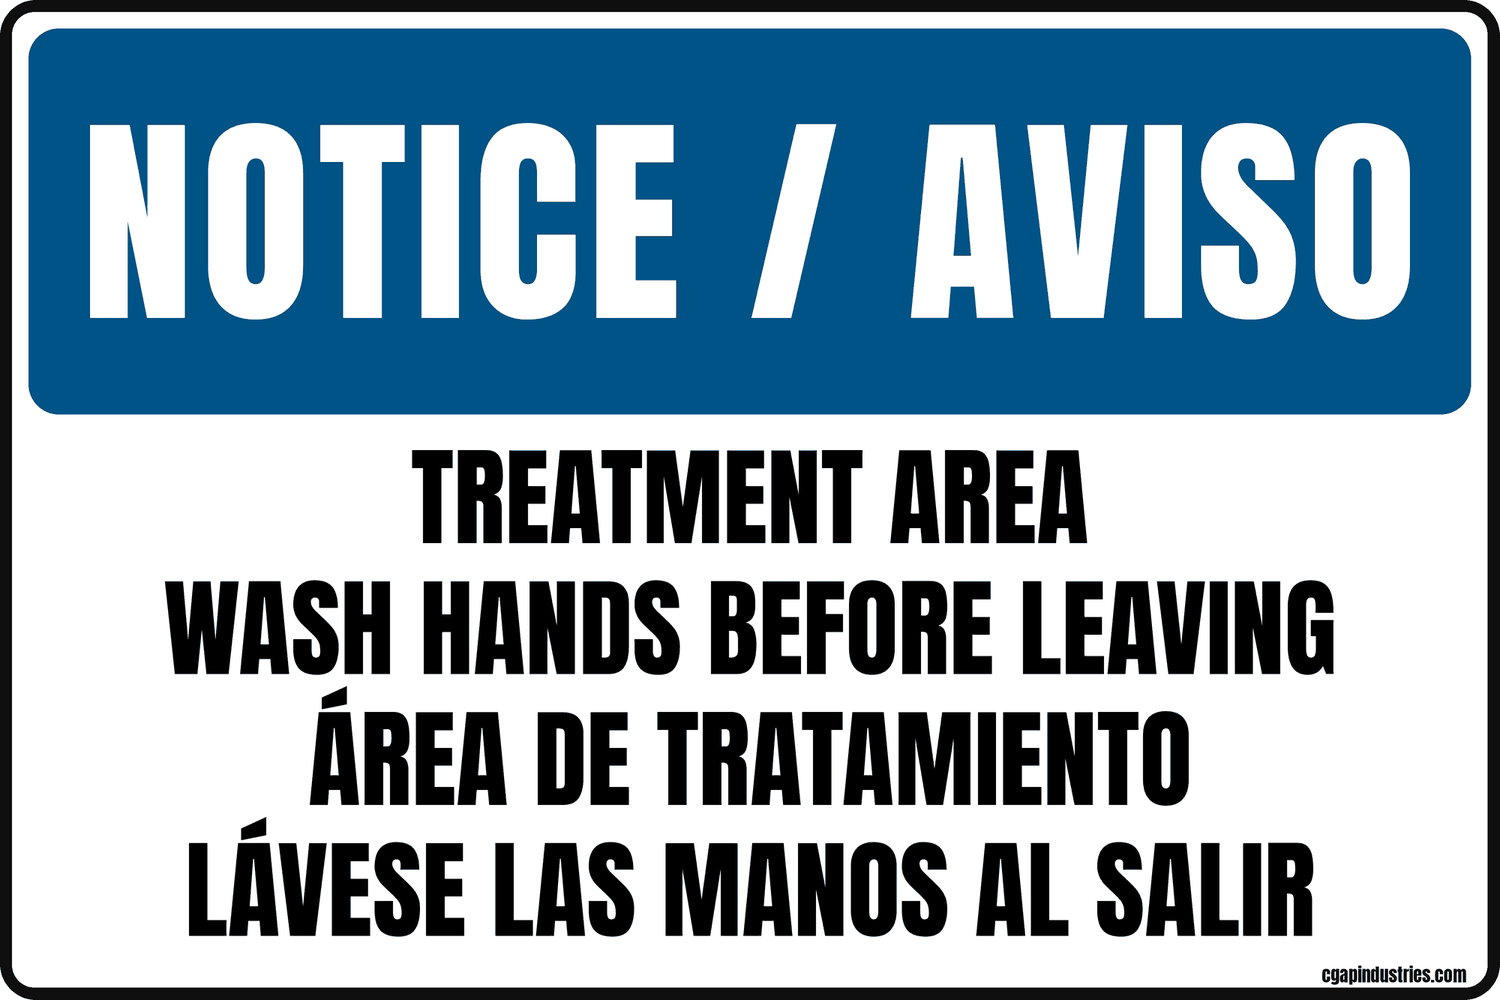 NOTICE / AVISO
TREATMENT AREA
WASH HANDS BEFORE LEAVING
ÁREA DE TRATAMIENTO
LÁVESE LAS MANOS AL SALIR
cgapindustries.com